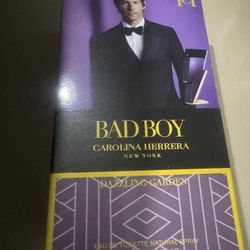 BAD BOY
CAROLINA HERRERA
NEW YORK
DAZZLING GARDEN
EAU DE TOILETTE NATURAL SPRAY